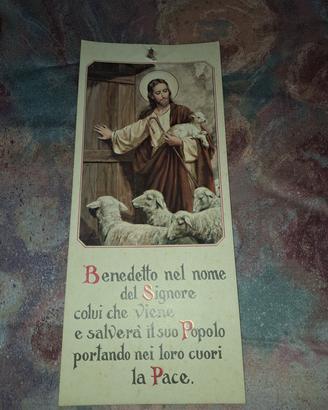 Benedetto nel nome
del Signore
colui che viene
e salverà il suo Popolo
portando nei loro cuori
la Pace.